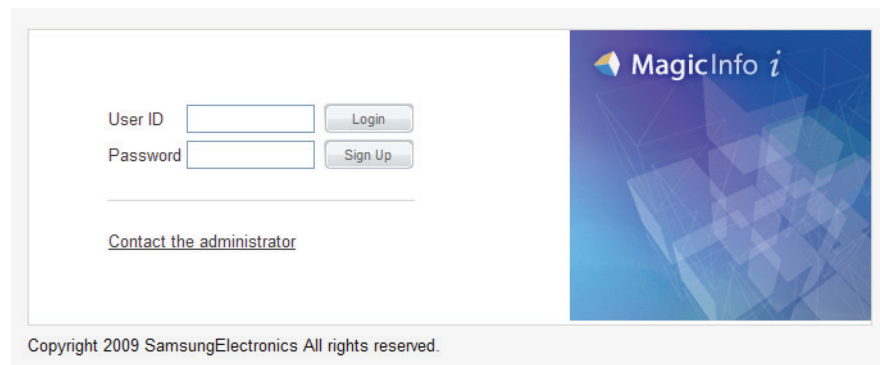 MagicInfo i
User ID
Login
Password
Sign Up
Contact the administrator
Copyright 2009 SamsungElectronics All rights reserved.